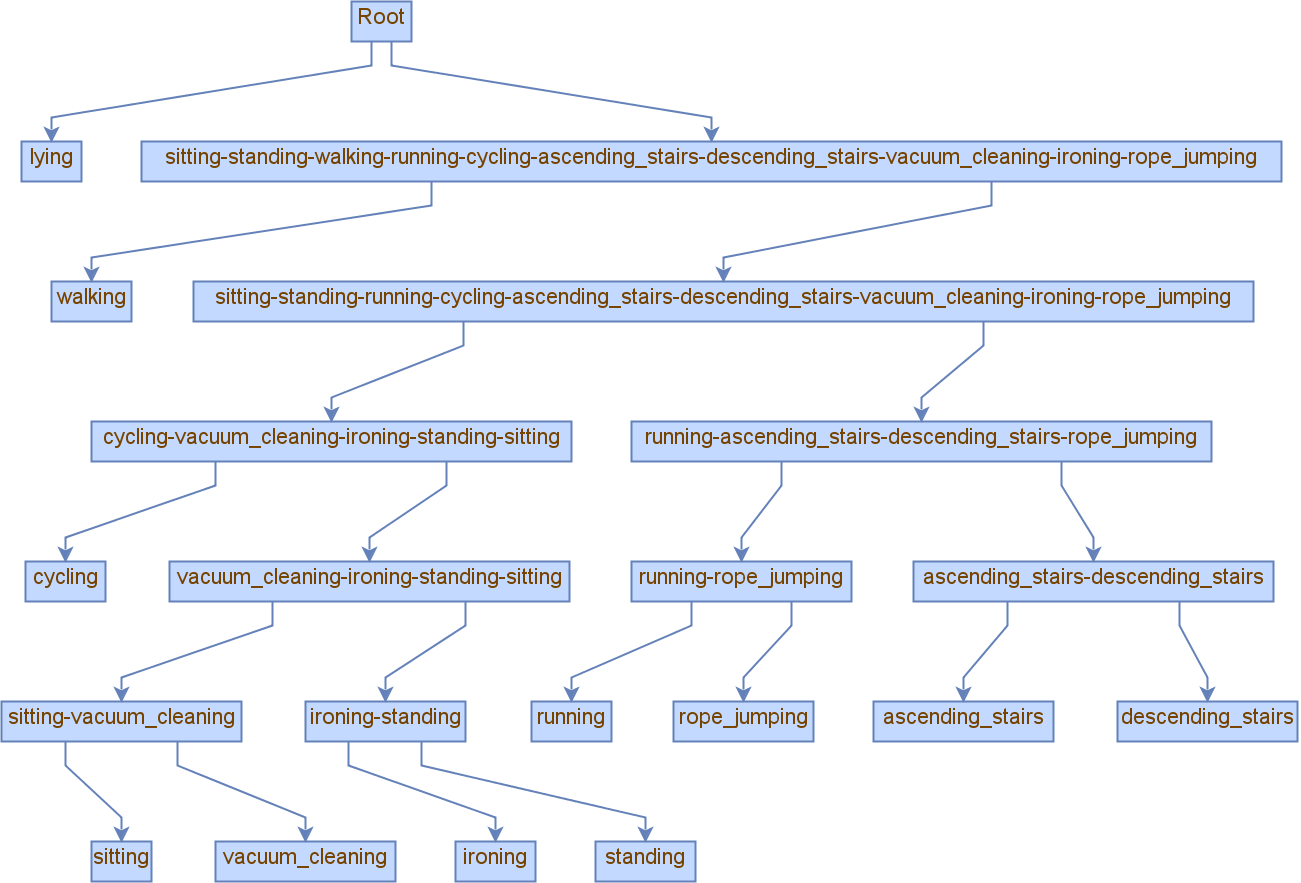 Root
lying
sitting-standing-walking-running-cycling-ascending_stairs-descending_stairs-vacuum_cleaning-ironing-rope_jumping
walking
sitting-standing-running-cycling-ascending_stairs-descending_stairs-vacuum_cleaning-ironing-rope_jumping
cycling-vacuum_cleaning-ironing-standing-sitting
running-ascending_stairs-descending_stairs-rope_jumping
cycling
vacuum_cleaning-ironing-standing-sitting
running-rope_jumping
ascending_stairs-descending_stairs
sitting-vacuum_cleaning
ironing-standing
running
rope_jumping
ascending_stairs
descending_stairs
sitting
vacuum_cleaning
ironing
standing